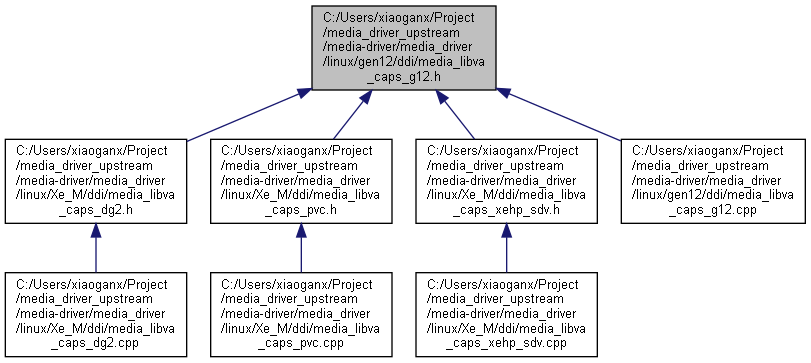 C:/Users/xiaoganx/Project
/media_driver_upstream
/media-driver/media_driver
/linux/gen12/ddi/media_libva
_caps_g12.h
C:/Users/xiaoganx/Project
/media_driver_upstream
/media-driver/media_driver
/linux/Xe_M/ddi/media_libva
_caps_dg2.h
C:/Users/xiaoganx/Project
/media_driver_upstream
/media-driver/media_driver
/linux/Xe_M/ddi/media_libva
_caps_pvc.h
C:/Users/xiaoganx/Project
/media_driver_upstream
/media-driver/media_driver
/linux/Xe_M/ddi/media_libva
_caps_xehp_sdv.h
C:/Users/xiaoganx/Project
/media_driver_upstream
/media-driver/media_driver
/linux/gen12/ddi/media_libva
_caps_g12.cpp
C:/Users/xiaoganx/Project
/media_driver_upstream
/media-driver/media_driver
/linux/Xe_M/ddi/media_libva
_caps_dg2.cpp
C:/Users/xiaoganx/Project
/media_driver_upstream
/media-driver/media_driver
/linux/Xe_M/ddi/media_libva
_caps_pvc.cpp
C:/Users/xiaoganx/Project
/media_driver_upstream
/media-driver/media_driver
/linux/Xe_M/ddi/media_libva
_caps_xehp_sdv.cpp